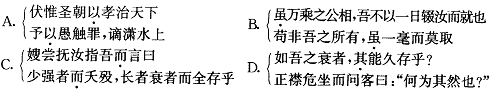 A. 伏惟圣朝以孝治天下
予以愚触罪,谪潇水上
B. 虽万乘之公相,吾不以一日辍汝而就也
苟非吾之所有,虽一毫而莫取
C. 嫂尝抚汝指吾而言曰
少强者而夭殁,长者衰者而全存乎
D. 如吾之衰者,其能久存乎?
正襟危坐而问客曰:“何为其然也?”